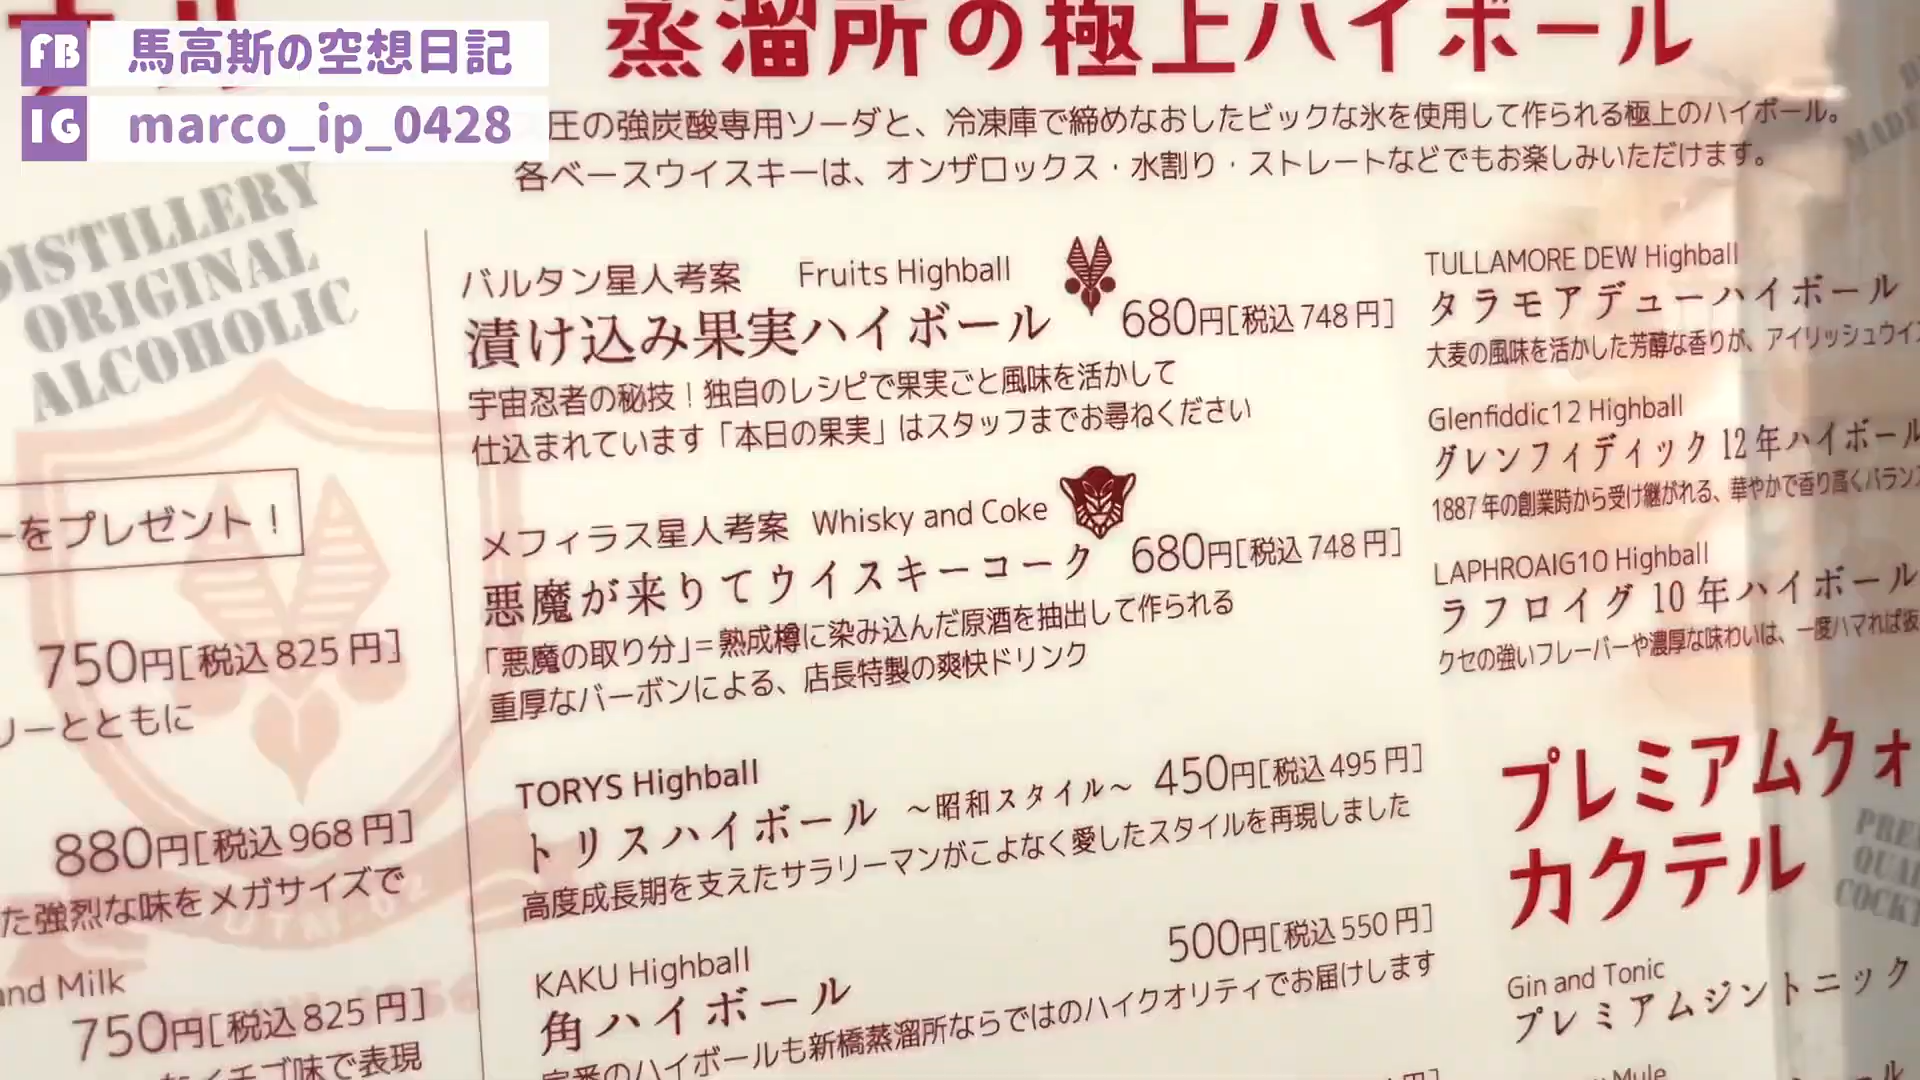 FB 馬高斯の空想日記
IG marco_ip_0428
蒸溜所の極上ハイボール
圧の強炭酸専用ソーダと、冷凍庫で締めなおしたビックな氷を使用して作られる極上のハイボール。
各ベースウイスキーは、オンザロックス・水割り・ストレートなどでもお楽しみいただけます。
DISTILLERY
ORIGINAL
ALCOHOLIC
ーをプレゼント！
750円[税込825円]
リーとともに
880円[税込968円]
た強烈な味をメガサイズで
and Milk
750円[税込825円]
イチゴ味で表現
バルタン星人考案 Fruits Highball
漬け込み果実ハイボール 680円[税込748円]
宇宙忍者の秘技！独自のレシピで果実ごと風味を活かして
仕込まれています「本日の果実」はスタッフまでお尋ねください
メフィラス星人考案 Whisky and Coke
悪魔が来りてウイスキーコーク 680円[税込748円]
「悪魔の取り分」＝熟成樽に染み込んだ原酒を抽出して作られる
重厚なバーボンによる、店長特製の爽快ドリンク
TORYS Highball
トリスハイボール ～昭和スタイル～ 450円[税込495円]
高度成長期を支えたサラリーマンがこよなく愛したスタイルを再現しました
KAKU Highball
角ハイボール 500円[税込550円]
定番のハイボールも新橋蒸溜所ならではのハイクオリティでお届けします
TULLAMORE DEW Highball
タラモアデューハイボール
大麦の風味を活かした芳醇な香りが、アイリッシュウイス
Glenfiddic12 Highball
グレンフィディック 12年ハイボール
1887年の創業時から受け継がれる、華やかで香り高くバランス
LAPHROAIG10 Highball
ラフロイグ 10年ハイボール
クセの強いフレーバーや濃厚な味わいは、一度ハマれば抜
プレミアムクォ
カクテル
Gin and Tonic
プレミアムジントニック
Mule